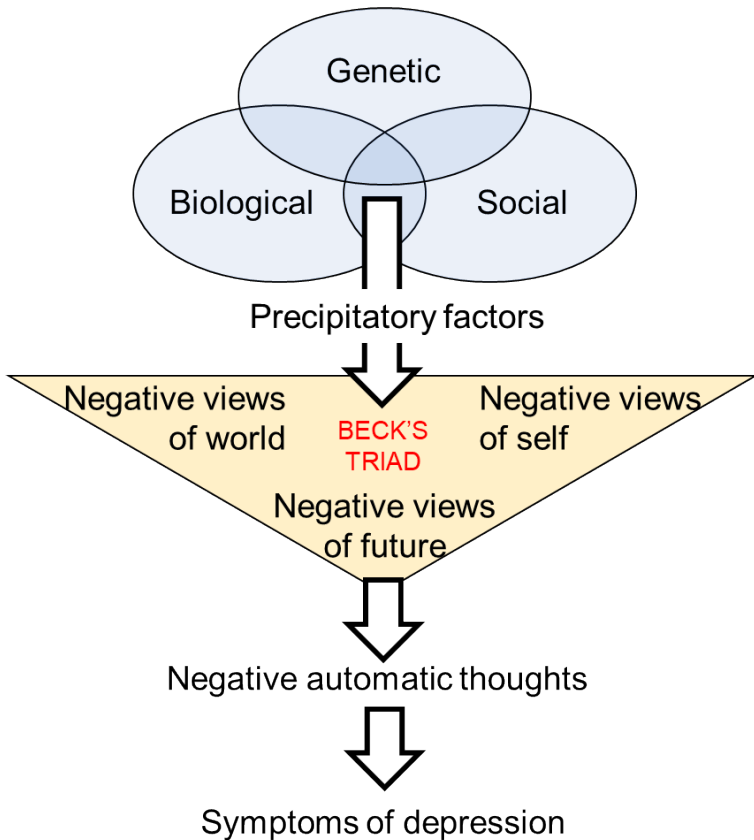 Genetic
Biological
Social
Precipitatory factors
Negative views
of world
BECK'S
TRIAD
Negative views
of self
Negative views
of future
Negative automatic thoughts
Symptoms of depression